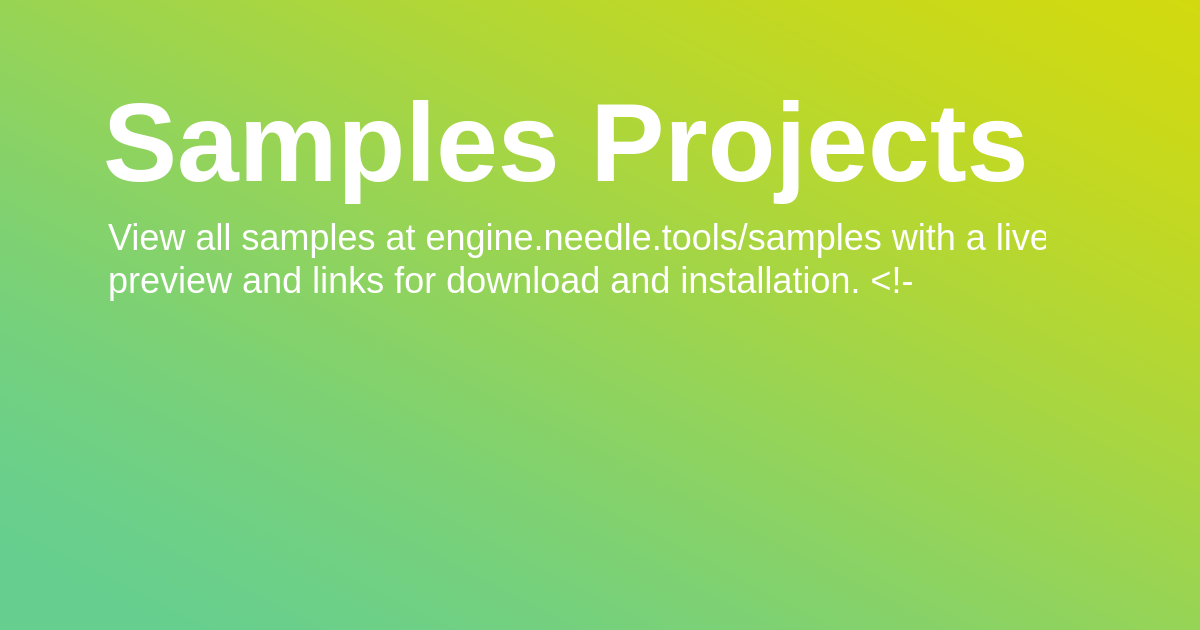 Samples Projects
View all samples at engine.needle.tools/samples with a live
preview and links for download and installation. <!-